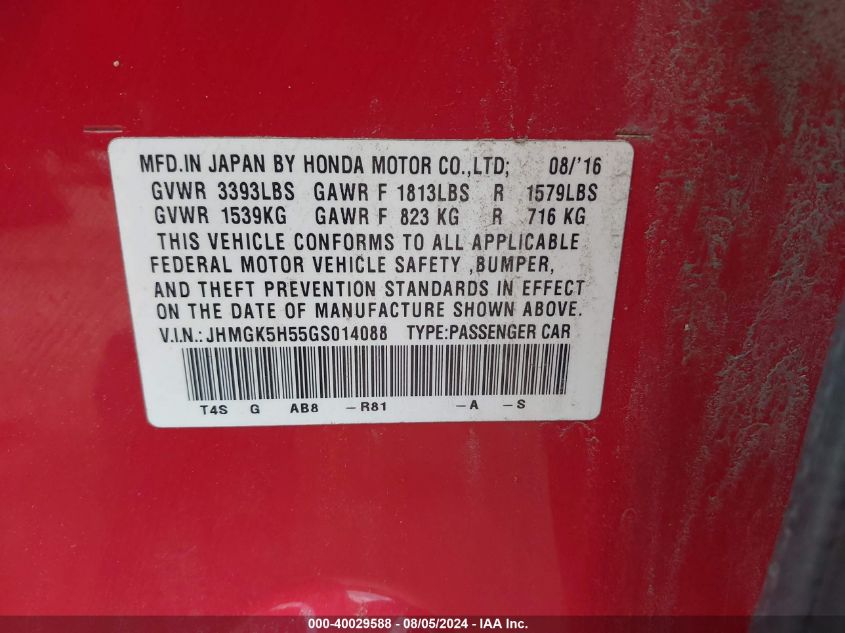 MFD.IN JAPAN BY HONDA MOTOR CO.,LTD; 08/'16
GVWR 3393LBS GAWR F 1813LBS R 1579LBS
GVWR 1539KG GAWR F 823 KG R 716 KG
THIS VEHICLE CONFORMS TO ALL APPLICABLE
FEDERAL MOTOR VEHICLE SAFETY ,BUMPER,
AND THEFT PREVENTION STANDARDS IN EFFECT
ON THE DATE OF MANUFACTURE SHOWN ABOVE.
V.I.N.:JHMGK5H55GS014088 TYPE:PASSENGER CAR
T4S G AB8 -R81 -A -S
000-40029588 - 08/05/2024 - IAA Inc.